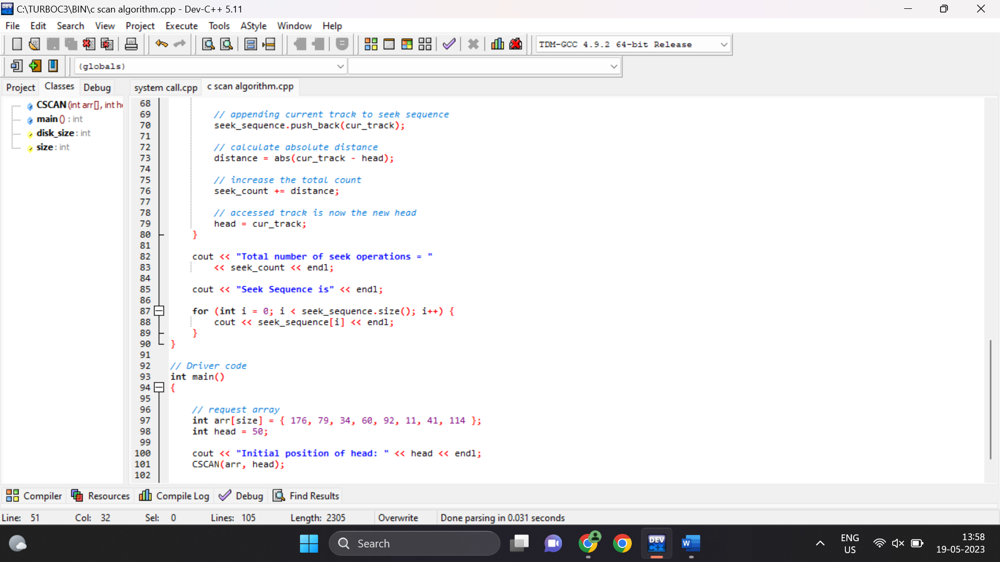 C:\TURBOC3\BIN\c scan algorithm.cpp - Dev-C++ 5.11
File Edit Search View Project Execute Tools AStyle Window Help
TDM-GCC 4.9.2 64-bit Release
(globals)
Project Classes Debug system call.cpp c scan algorithm.cpp
CSCAN (int arr[], int h
main () : int
disk_size : int
size : int
68
69 // appending current track to seek sequence
70 seek_sequence.push_back(cur_track);
71
72 // calculate absolute distance
73 distance = abs(cur_track - head);
74
75 // increase the total count
76 seek_count += distance;
77
78 // accessed track is now the new head
79 head = cur_track;
80 }
81
82 cout << "Total number of seek operations = "
83 << seek_count << endl;
84
85 cout << "Seek Sequence is" << endl;
86
87 for (int i = 0; i < seek_sequence.size(); i++) {
88 cout << seek_sequence[i] << endl;
89 }
90 }
91
92 // Driver code
93 int main()
94 {
95
96 // request array
97 int arr[size] = { 176, 79, 34, 60, 92, 11, 41, 114 };
98 int head = 50;
99
100 cout << "Initial position of head: " << head << endl;
101 CSCAN(arr, head);
102
Compiler Resources Compile Log Debug Find Results
Line: 51 Col: 32 Sel: 0 Lines: 105 Length: 2305 Overwrite Done parsing in 0.031 seconds
Search
DEV C++
W
ENG
US
13:58
19-05-2023